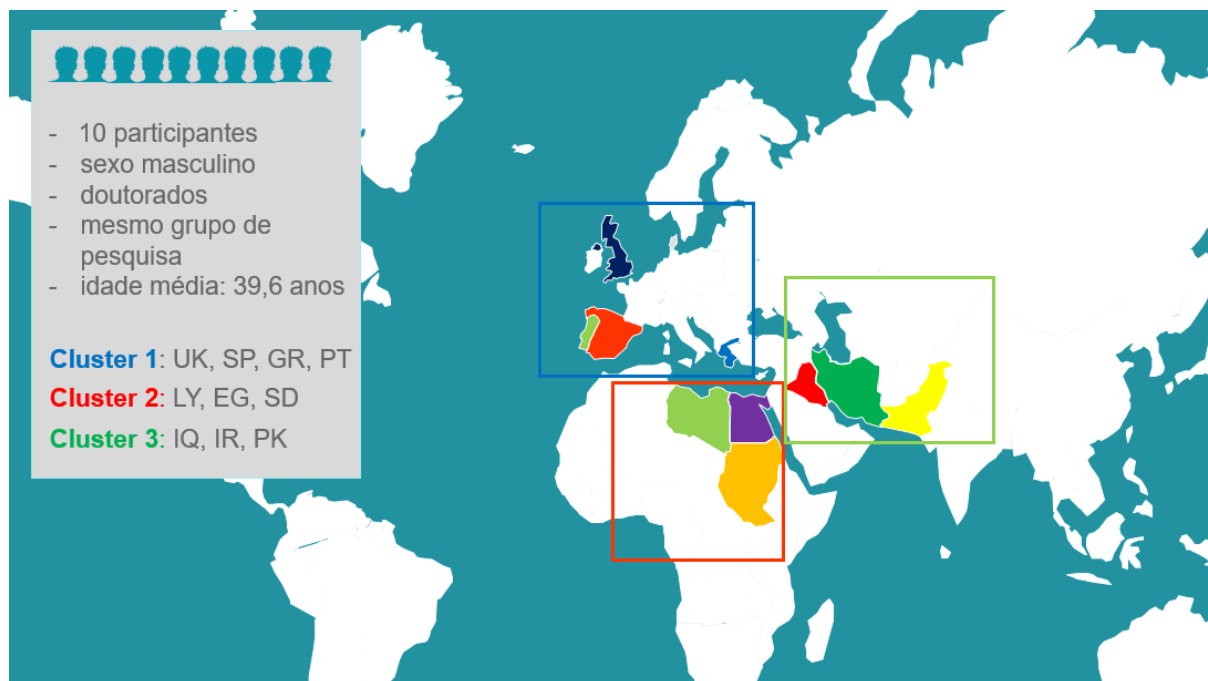 - 10 participantes
- sexo masculino
- doutorados
- mesmo grupo de
pesquisa
- idade média: 39,6 anos
Cluster 1: UK, SP, GR, PT
Cluster 2: LY, EG, SD
Cluster 3: IQ, IR, PK